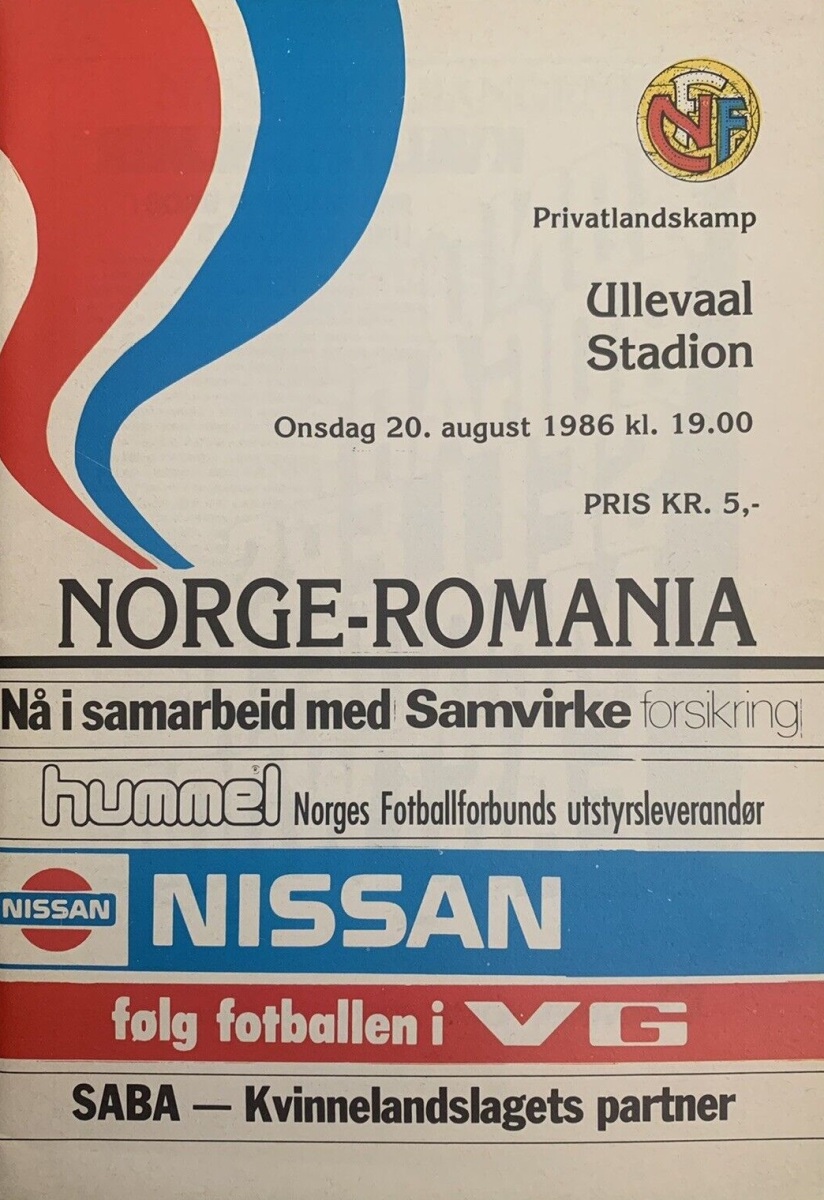 NFF
Privatlandskamp
Ullevaal
Stadion
Onsdag 20. august 1986 kl. 19.00
PRIS KR. 5,-
NORGE-ROMANIA
Nå i samarbeid med Samvirke forsikring
hummel® Norges Fotballforbunds utstyrsleverandør
NISSAN NISSAN
følg fotballen i VG
SABA — Kvinnelandslagets partner